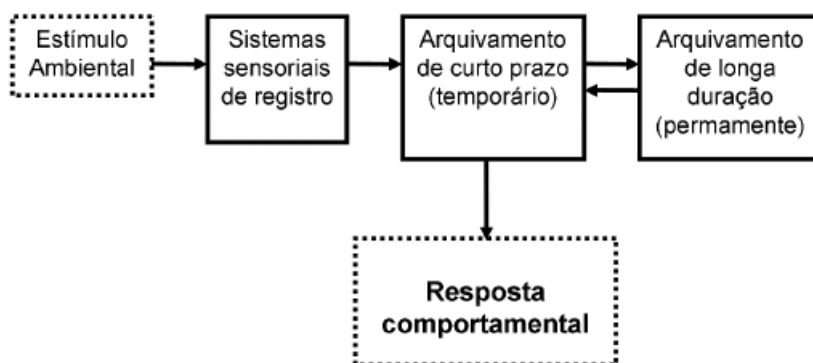 Estímulo
Ambiental
Sistemas
sensoriais
de registro
Arquivamento
de curto prazo
(temporário)
Arquivamento
de longa
duração
(permamente)
Resposta
comportamental